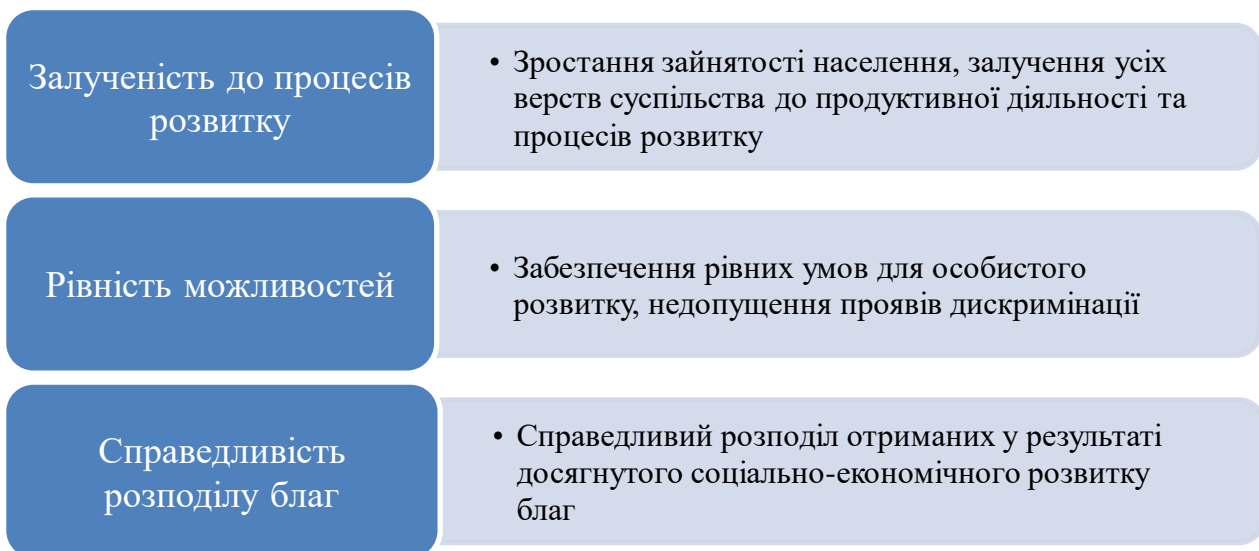 Залученість до процесів
розвитку
• Зростання зайнятості населення, залучення усіх
верств суспільства до продуктивної діяльності та
процесів розвитку
Рівність можливостей
• Забезпечення рівних умов для особистого
розвитку, недопущення проявів дискримінації
Справедливість
розподілу благ
• Справедливий розподіл отриманих у результаті
досягнутого соціально-економічного розвитку
благ